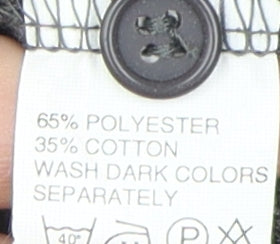 65% POLYESTER
35% COTTON
WASH DARK COLORS
SEPARATELY
40° P